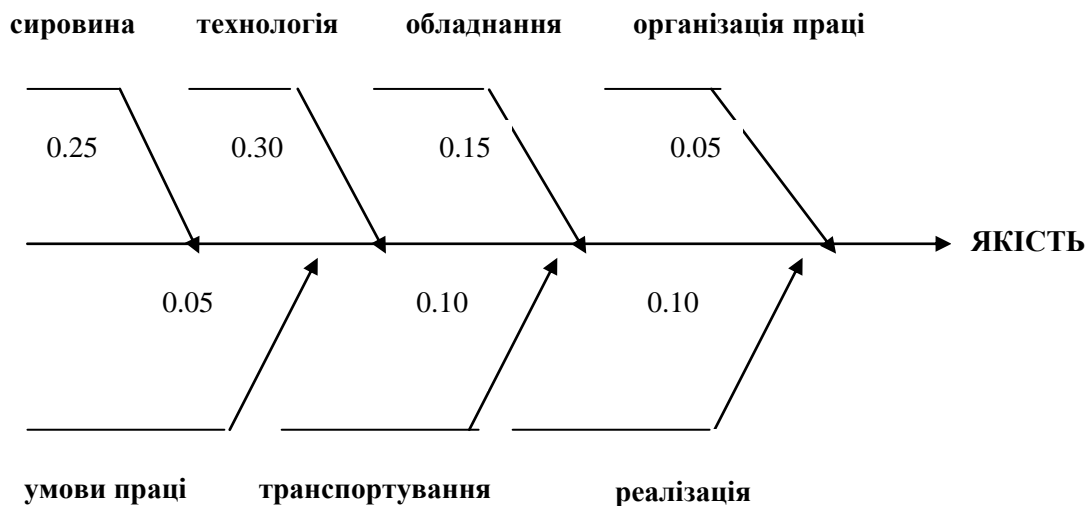 сировина технологія обладнання організація праці
0.25 0.30 0.15 0.05
ЯКІСТЬ
0.05 0.10 0.10
умови праці транспортування реалізація